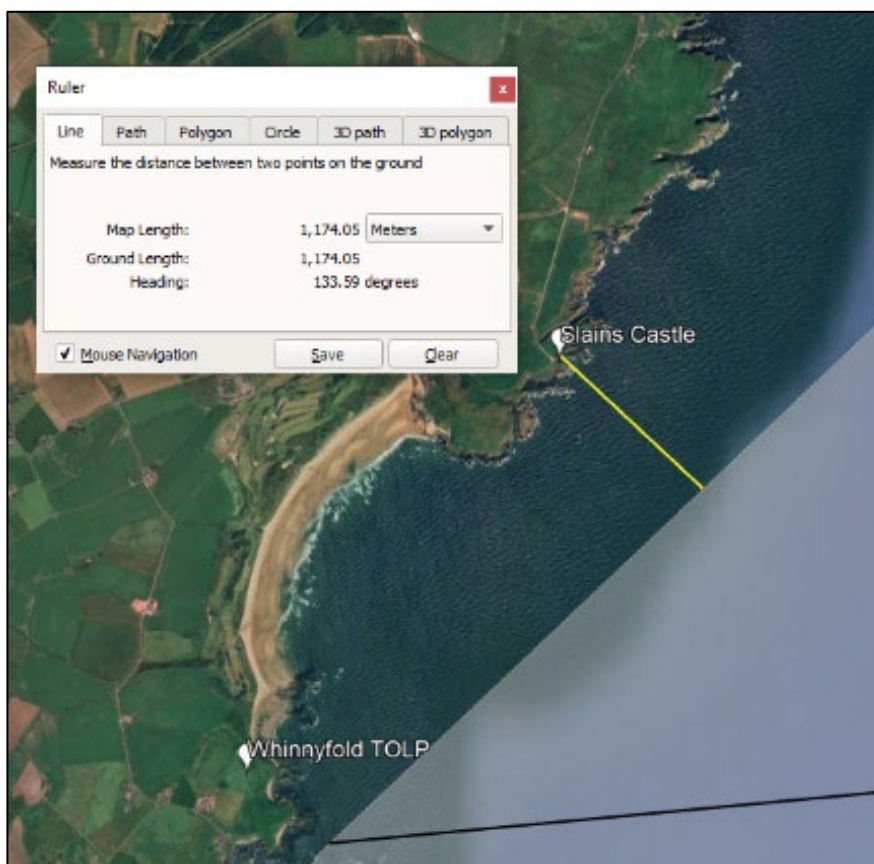 Ruler
x
Line Path Polygon Circle 3D path 3D polygon
Measure the distance between two points on the ground
Map Length: 1,174.05 Meters
Ground Length: 1,174.05
Heading: 133.59 degrees
Mouse Navigation Save Clear
Slains Castle
Whinnyfold TOLP